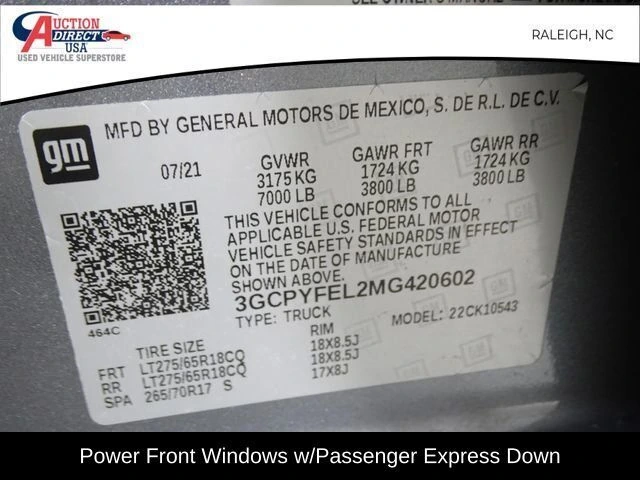 AUCTION
DIRECT
USA
USED VEHICLE SUPERSTORE
RALEIGH, NC
MFD BY GENERAL MOTORS DE MEXICO, S. DE R.L. DE C.V.
gm
07/21
GVWR GAWR FRT GAWR RR
3175 KG 1724 KG 1724 KG
7000 LB 3800 LB 3800 LB
THIS VEHICLE CONFORMS TO ALL
APPLICABLE U.S. FEDERAL MOTOR
VEHICLE SAFETY STANDARDS IN EFFECT
ON THE DATE OF MANUFACTURE
SHOWN ABOVE.
3GCPYFEL2MG420602
464C
TYPE: TRUCK MODEL: 22CK10543
TIRE SIZE RIM
FRT LT275/65R18CQ 18X8.5J
RR LT275/65R18CQ 18X8.5J
SPA 265/70R17 S 17X8J
Power Front Windows w/Passenger Express Down